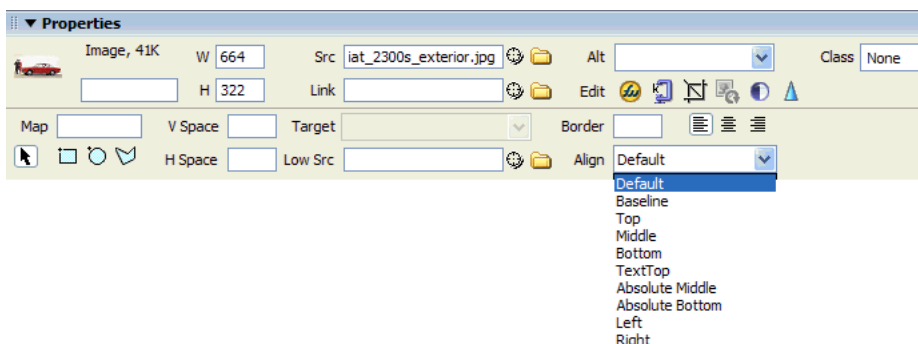 Properties
Image, 41K W 664 Src iat_2300s_exterior.jpg Alt Class None
H 322 Link Edit
Map V Space Target Border
H Space Low Src Align Default
Default
Baseline
Top
Middle
Bottom
TextTop
Absolute Middle
Absolute Bottom
Left
Right